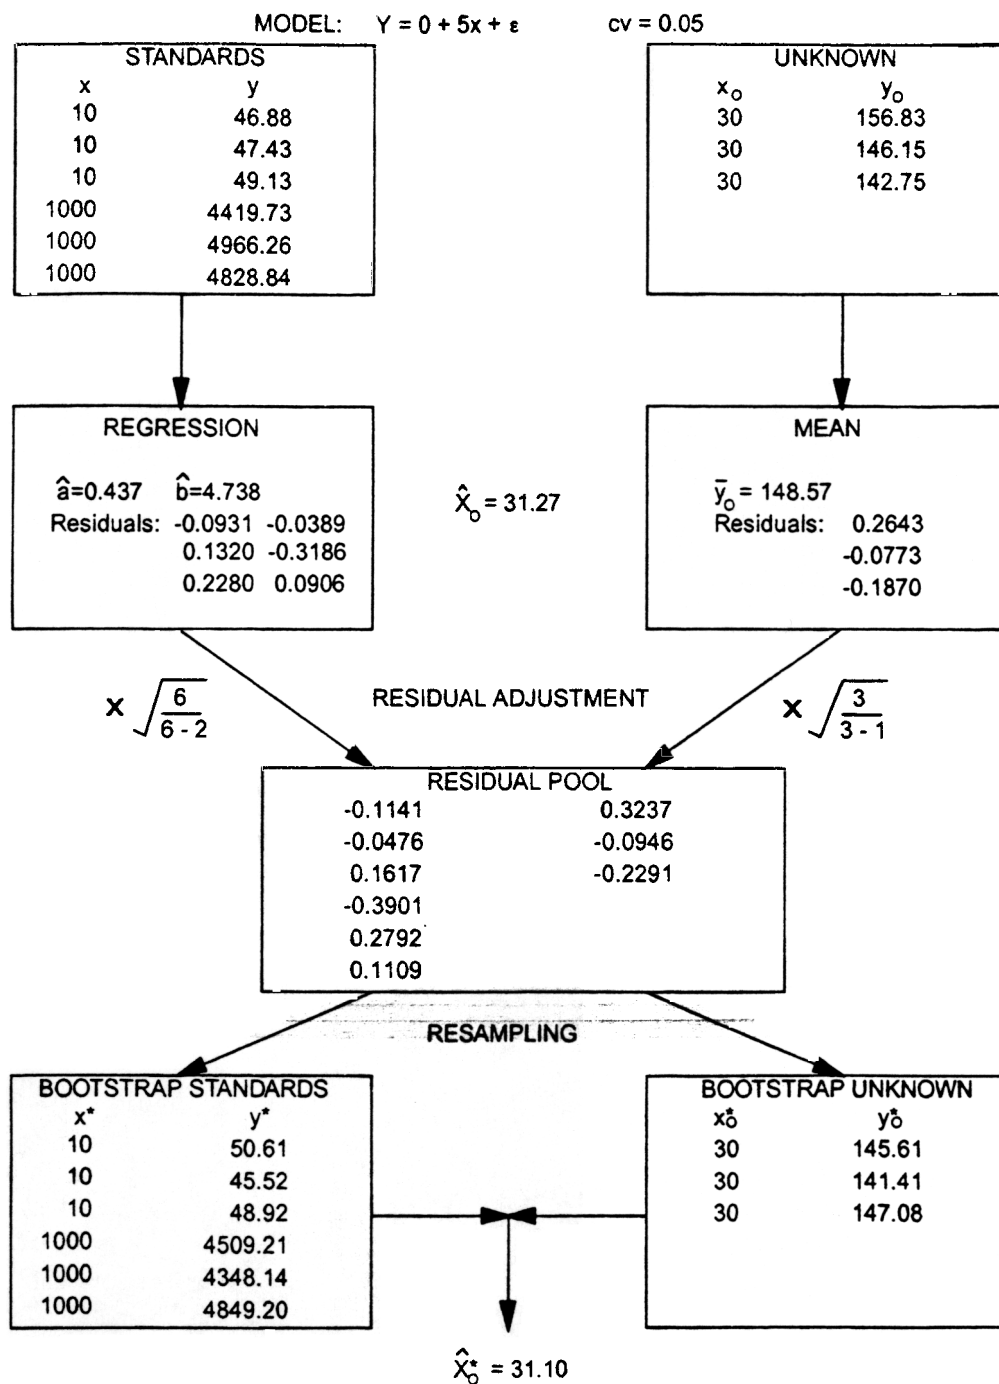 MODEL: Y = 0 + 5x + ε cv = 0.05
STANDARDS
x y
10 46.88
10 47.43
10 49.13
1000 4419.73
1000 4966.26
1000 4828.84
UNKNOWN
x₀ y₀
30 156.83
30 146.15
30 142.75
REGRESSION
â=0.437 b̂=4.738
Residuals: -0.0931 -0.0389
0.1320 -0.3186
0.2280 0.0906
X̂₀ = 31.27
MEAN
ȳ₀ = 148.57
Residuals: 0.2643
-0.0773
-0.1870
x √(6/(6 - 2))
RESIDUAL ADJUSTMENT
x √(3/(3 - 1))
RESIDUAL POOL
-0.1141 0.3237
-0.0476 -0.0946
0.1617 -0.2291
-0.3901
0.2792
0.1109
RESAMPLING
BOOTSTRAP STANDARDS
x* y*
10 50.61
10 45.52
10 48.92
1000 4509.21
1000 4348.14
1000 4849.20
BOOTSTRAP UNKNOWN
x₀* y₀*
30 145.61
30 141.41
30 147.08
X̂₀* = 31.10